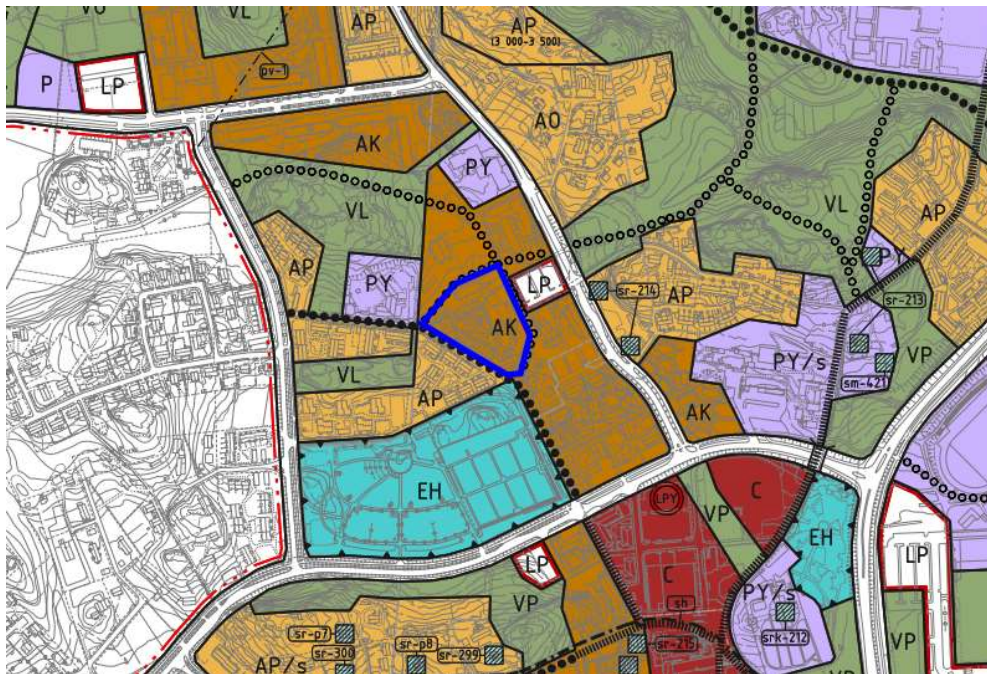 VO
VL
AP
AP
(3 000-3 500)
pv-1
P
LP
AO
AK
PY
VL
VL
AP
PY
AP
PY
LP
sr-214
AP
sr-213
AK
VL
PY/s
VP
sm-421
AP
AK
EH
C
LPY
VP
EH
LP
LP
C
VP
PY/s
sh
sr-p7
sr-p8
sr-299
sr-215
srk-212
sr-300
AP/s
VP
VP